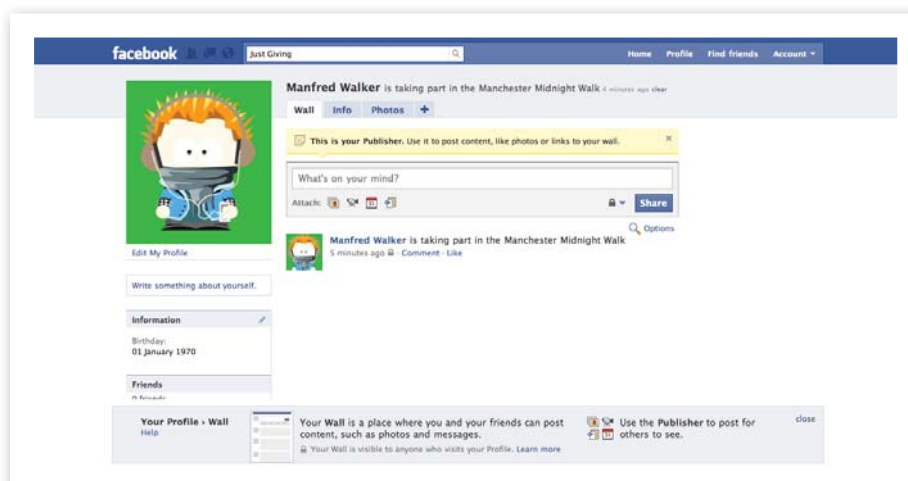 facebook
Just Giving
Home Profile Find friends Account
Manfred Walker is taking part in the Manchester Midnight Walk 4 minutes ago clear
Wall Info Photos +
This is your Publisher. Use it to post content, like photos or links to your wall. ×
What's on your mind?
Attach: 31 Share
Options
Manfred Walker is taking part in the Manchester Midnight Walk
5 minutes ago · Comment · Like
Edit My Profile
Write something about yourself.
Information
Birthday:
01 January 1970
Friends
0 friends
Your Profile › Wall
Help
Your Wall is a place where you and your friends can post
content, such as photos and messages.
Your Wall is visible to anyone who visits your Profile. Learn more
31 Use the Publisher to post for
others to see.
close